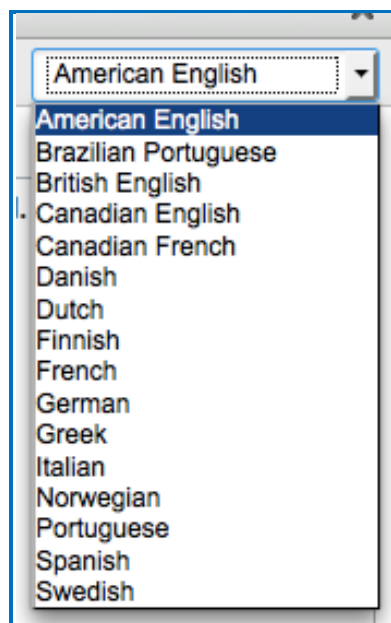 American English
American English
Brazilian Portuguese
British English
Canadian English
Canadian French
Danish
Dutch
Finnish
French
German
Greek
Italian
Norwegian
Portuguese
Spanish
Swedish